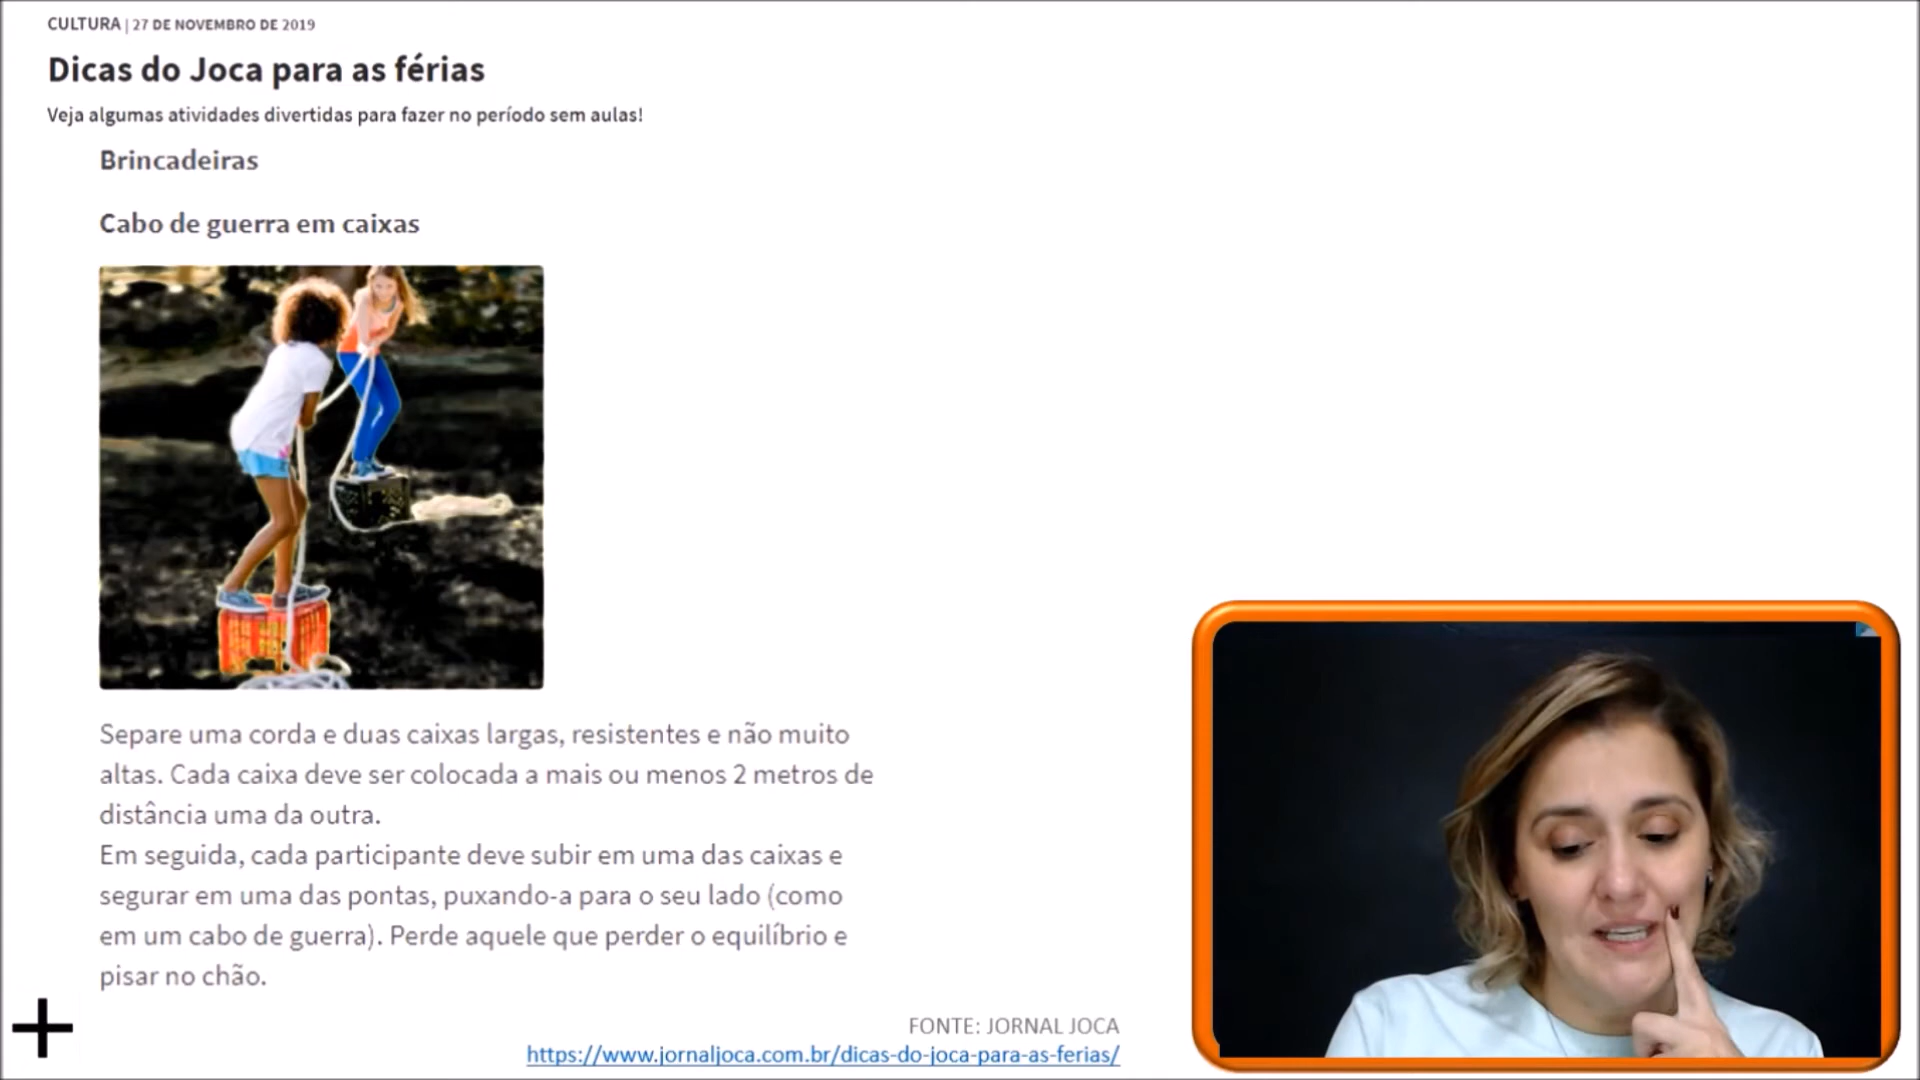 CULTURA | 27 DE NOVEMBRO DE 2019
Dicas do Joca para as férias
Veja algumas atividades divertidas para fazer no período sem aulas!
Brincadeiras
Cabo de guerra em caixas
Separe uma corda e duas caixas largas, resistentes e não muito
altas. Cada caixa deve ser colocada a mais ou menos 2 metros de
distância uma da outra.
Em seguida, cada participante deve subir em uma das caixas e
segurar em uma das pontas, puxando-a para o seu lado (como
em um cabo de guerra). Perde aquele que perder o equilíbrio e
pisar no chão.
FONTE: JORNAL JOCA
https://www.jornaljoca.com.br/dicas-do-joca-para-as-ferias/